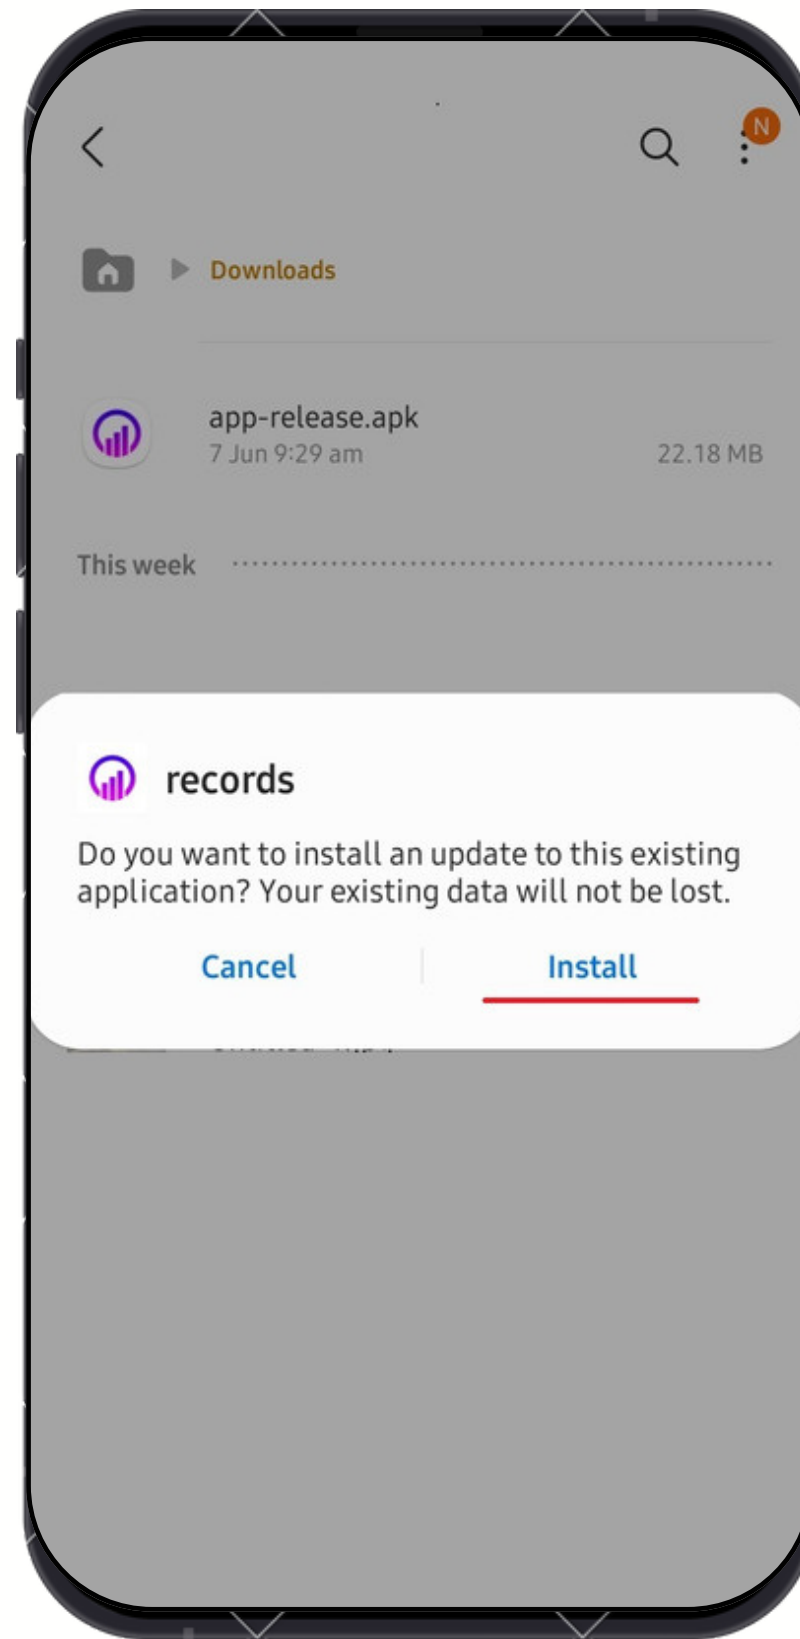 N
Downloads
app-release.apk
7 Jun 9:29 am
22.18 MB
This week
records
Do you want to install an update to this existing
application? Your existing data will not be lost.
Cancel
Install